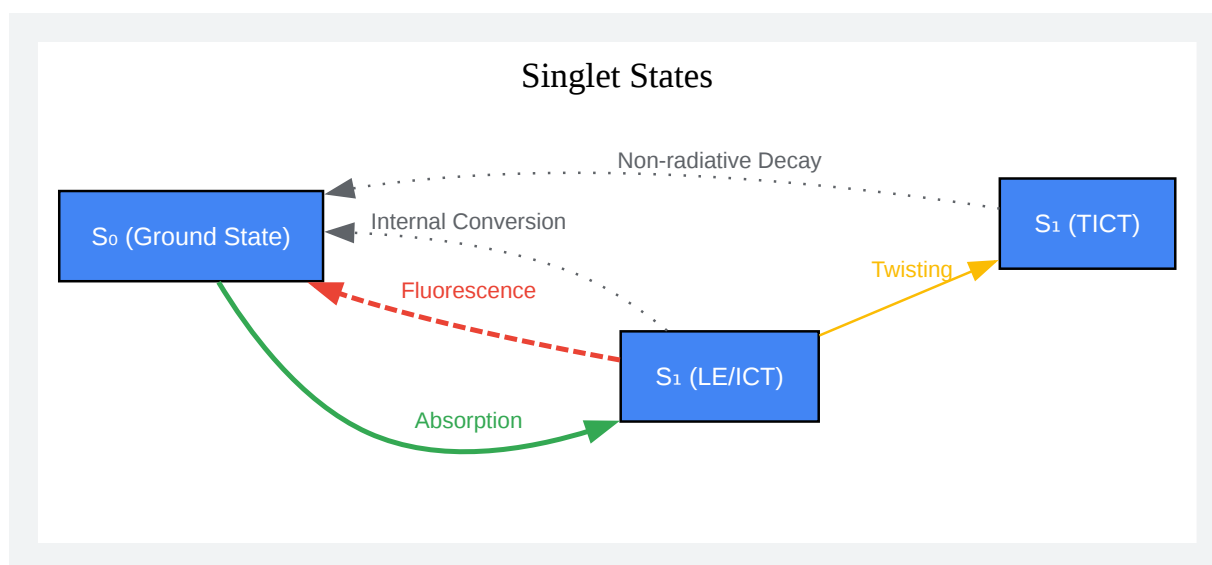 Singlet States
Non-radiative Decay
S₀ (Ground State)
Internal Conversion
S₁ (TICT)
Twisting
Fluorescence
S₁ (LE/ICT)
Absorption